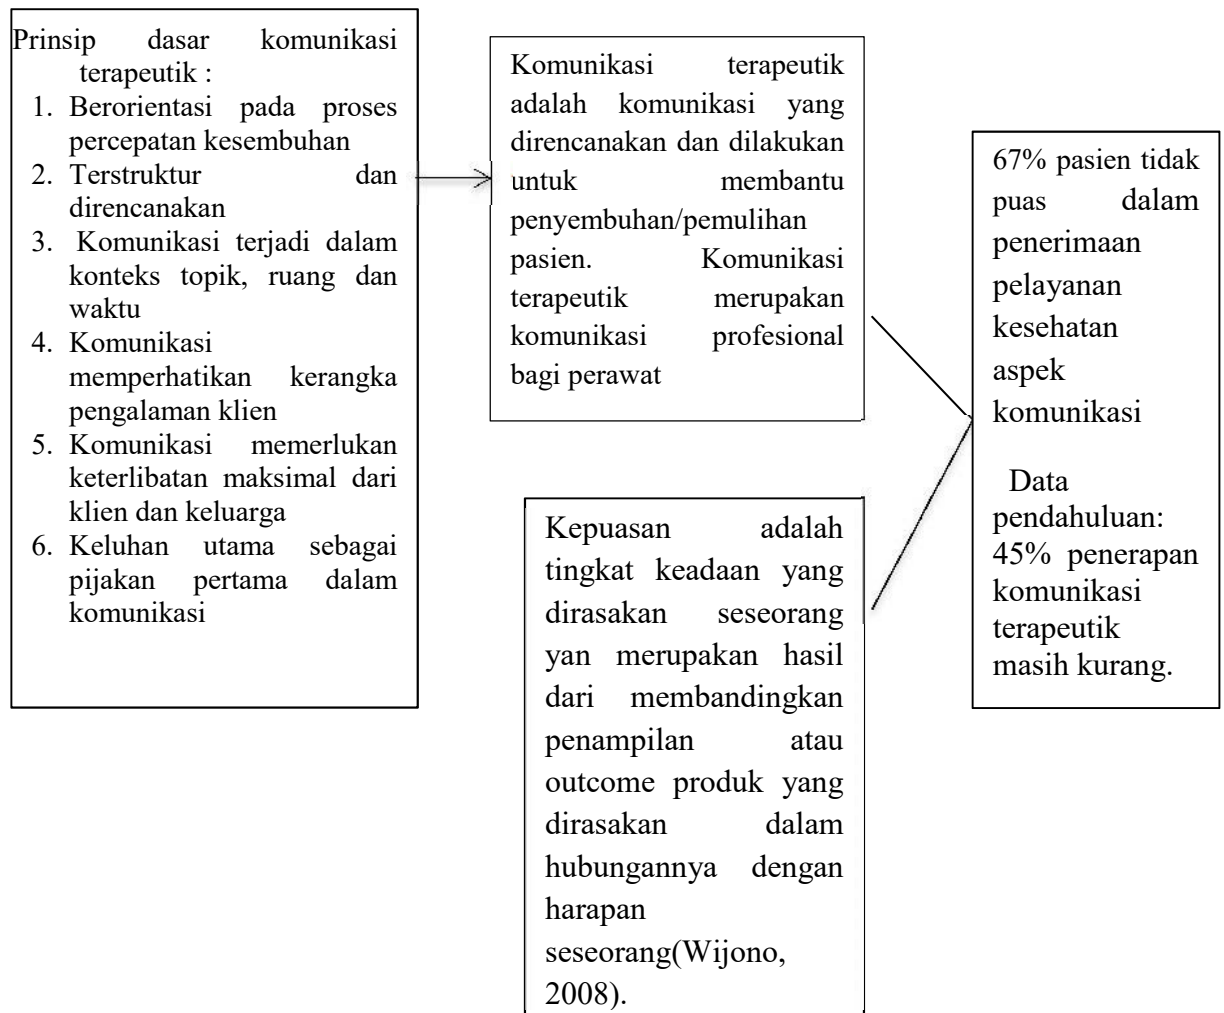 Prinsip dasar komunikasi
terapeutik :
1. Berorientasi pada proses
percepatan kesembuhan
2. Terstruktur dan
direncanakan
3. Komunikasi terjadi dalam
konteks topik, ruang dan
waktu
4. Komunikasi
memperhatikan kerangka
pengalaman klien
5. Komunikasi memerlukan
keterlibatan maksimal dari
klien dan keluarga
6. Keluhan utama sebagai
pijakan pertama dalam
komunikasi
Komunikasi terapeutik
adalah komunikasi yang
direncanakan dan dilakukan
untuk membantu
penyembuhan/pemulihan
pasien. Komunikasi
terapeutik merupakan
komunikasi profesional
bagi perawat
Kepuasan adalah
tingkat keadaan yang
dirasakan seseorang
yan merupakan hasil
dari membandingkan
penampilan atau
outcome produk yang
dirasakan dalam
hubungannya dengan
harapan
seseorang(Wijono,
2008).
67% pasien tidak
puas dalam
penerimaan
pelayanan
kesehatan
aspek
komunikasi
Data
pendahuluan:
45% penerapan
komunikasi
terapeutik
masih kurang.